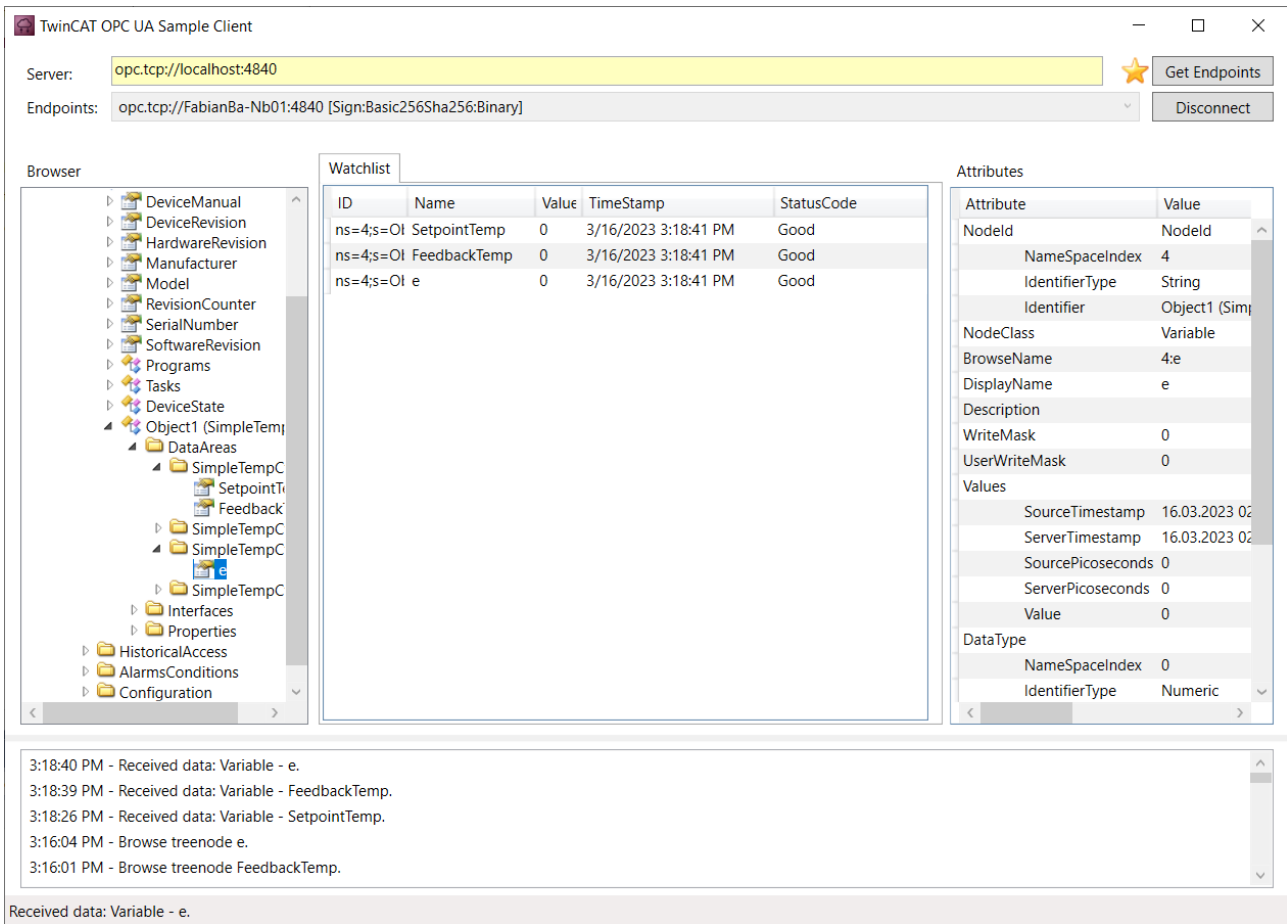 TwinCAT OPC UA Sample Client
Server:
opc.tcp://localhost:4840
Get Endpoints
Endpoints:
opc.tcp://FabianBa-Nb01:4840 [Sign:Basic256Sha256:Binary]
Disconnect
Browser
DeviceManual
DeviceRevision
HardwareRevision
Manufacturer
Model
RevisionCounter
SerialNumber
SoftwareRevision
Programs
Tasks
DeviceState
Object1 (SimpleTemp
DataAreas
SimpleTempC
SetpointT
Feedback
SimpleTempC
SimpleTempC
e
SimpleTempC
Interfaces
Properties
HistoricalAccess
AlarmsConditions
Configuration
Watchlist
ID Name Value TimeStamp StatusCode
ns=4;s=Ob SetpointTemp 0 3/16/2023 3:18:41 PM Good
ns=4;s=Ob FeedbackTemp 0 3/16/2023 3:18:41 PM Good
ns=4;s=Ob e 0 3/16/2023 3:18:41 PM Good
Attributes
Attribute Value
NodeId NodeId
NameSpaceIndex 4
IdentifierType String
Identifier Object1 (Simp
NodeClass Variable
BrowseName 4:e
DisplayName e
Description
WriteMask 0
UserWriteMask 0
Values
SourceTimestamp 16.03.2023 02
ServerTimestamp 16.03.2023 02
SourcePicoseconds 0
ServerPicoseconds 0
Value 0
DataType
NameSpaceIndex 0
IdentifierType Numeric
3:18:40 PM - Received data: Variable - e.
3:18:39 PM - Received data: Variable - FeedbackTemp.
3:18:26 PM - Received data: Variable - SetpointTemp.
3:16:04 PM - Browse treenode e.
3:16:01 PM - Browse treenode FeedbackTemp.
Received data: Variable - e.